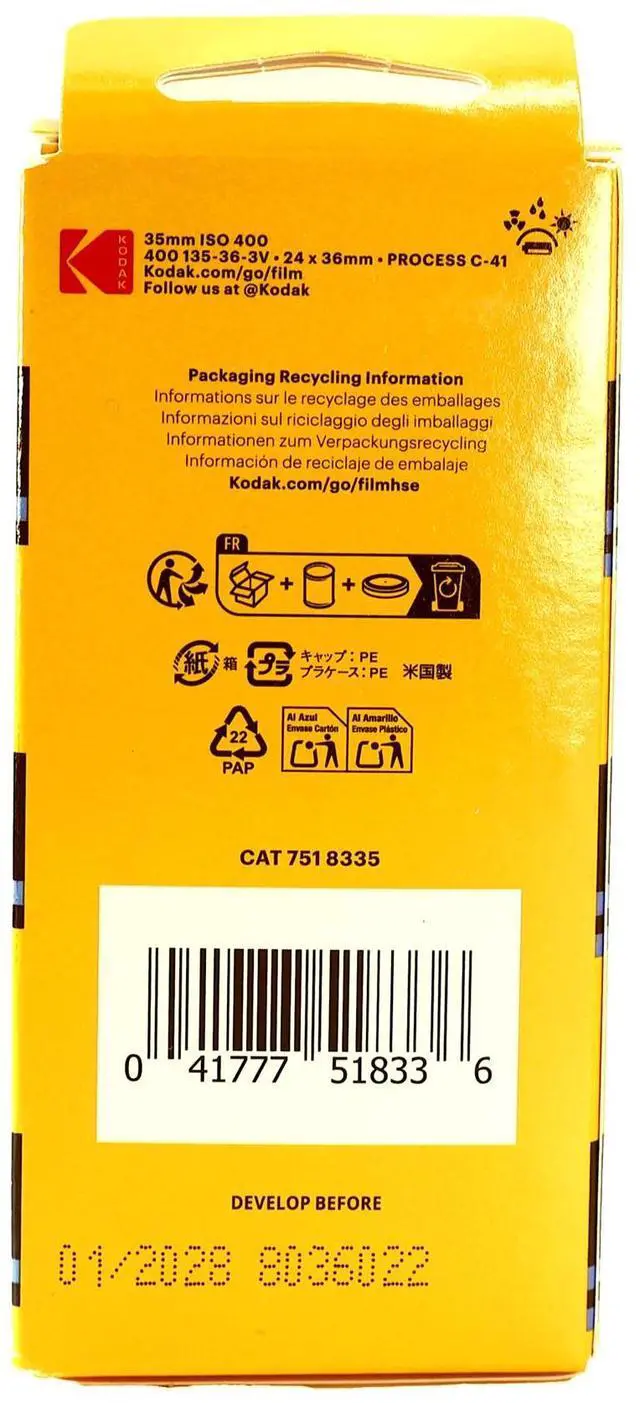 KODAK
35mm ISO 400
400 135-36-3V • 24 x 36mm • PROCESS C-41
Kodak.com/go/film
Follow us at @Kodak
Packaging Recycling Information
Informations sur le recyclage des emballages
Informazioni sul riciclaggio degli imballaggi
Informationen zum Verpackungsrecycling
Información de reciclaje de embalaje
Kodak.com/go/filmhse
FR
+ +
紙 箱 プラ キャップ：PE
プラケース：PE 米国製
22
PAP
Al Azul
Envase Cartón
Al Amarillo
Envase Plástico
CAT 751 8335
0 41777 51833 6
DEVELOP BEFORE
01/2028 8036022